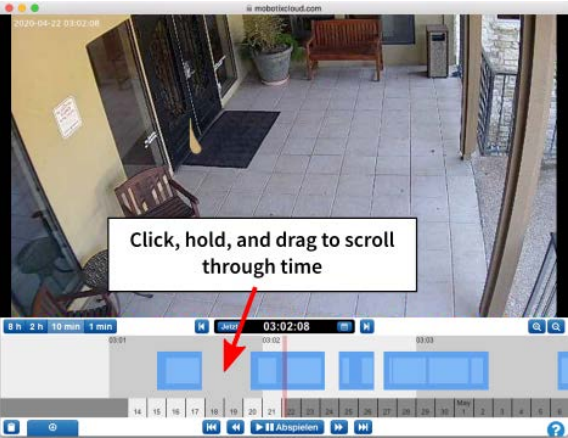 mobotixcloud.com
2020-04-22 03:02:08
Click, hold, and drag to scroll
through time
8 h 2 h 10 min 1 min
Jetzt 03:02:08
03:01 03:02 03:03
May
14 15 16 17 18 19 20 21 22 23 24 25 26 27 28 29 30 1 2 3 4 5 6
Abspielen
?